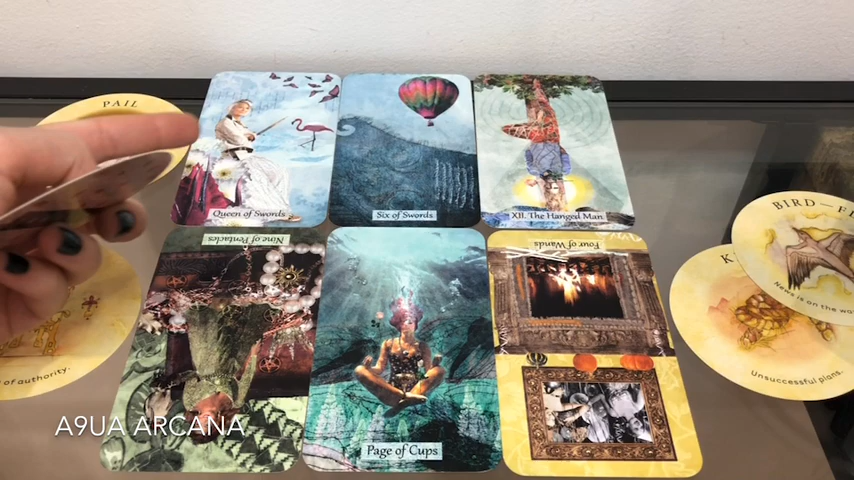 PAIL
BIRD-FL
K
News is on the wa
Unsuccessful plans.
of authority.
Queen of Swords
Six of Swords
XII. The Hanged Man
Nine of Pentacles
Page of Cups
Four of Wands
A9UA ARCANA